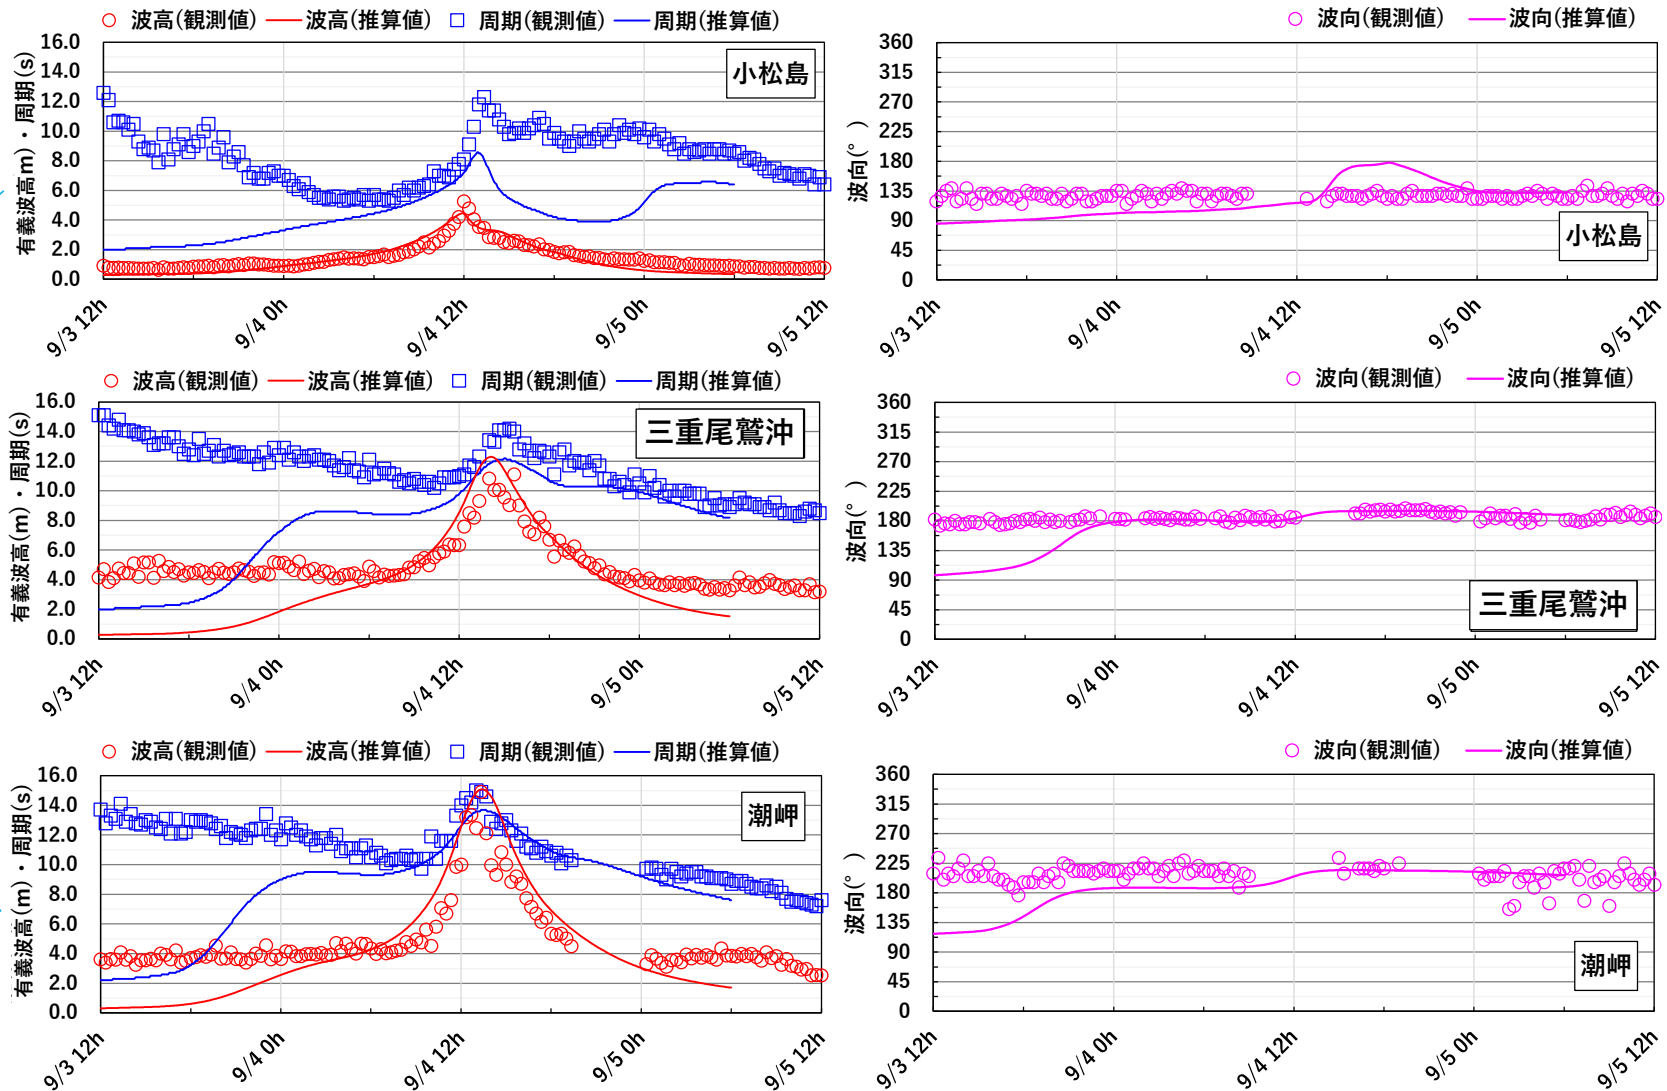 波高(観測値) 波高(推算値) 周期(観測値) 周期(推算値)
有義波高m)・周期(s)
16.0
14.0
12.0
10.0
8.0
6.0
4.0
2.0
0.0
小松島
9/3 12h
9/4 0h
9/4 12h
9/5 0h
9/5 12h
波向(観測値) 波向(推算値)
波向(°)
360
315
270
225
180
135
90
45
0
小松島
9/3 12h
9/4 0h
9/4 12h
9/5 0h
9/5 12h
波高(観測値) 波高(推算値) 周期(観測値) 周期(推算値)
有義波高(m)・周期(s)
16.0
14.0
12.0
10.0
8.0
6.0
4.0
2.0
0.0
三重尾鷲沖
9/3 12h
9/4 0h
9/4 12h
9/5 0h
9/5 12h
波向(観測値) 波向(推算値)
波向(°)
360
315
270
225
180
135
90
45
0
三重尾鷲沖
9/3 12h
9/4 0h
9/4 12h
9/5 0h
9/5 12h
波高(観測値) 波高(推算値) 周期(観測値) 周期(推算値)
有義波高(m)・周期(s)
16.0
14.0
12.0
10.0
8.0
6.0
4.0
2.0
0.0
潮岬
9/3 12h
9/4 0h
9/4 12h
9/5 0h
9/5 12h
波向(観測値) 波向(推算値)
波向(°)
360
315
270
225
180
135
90
45
0
潮岬
9/3 12h
9/4 0h
9/4 12h
9/5 0h
9/5 12h